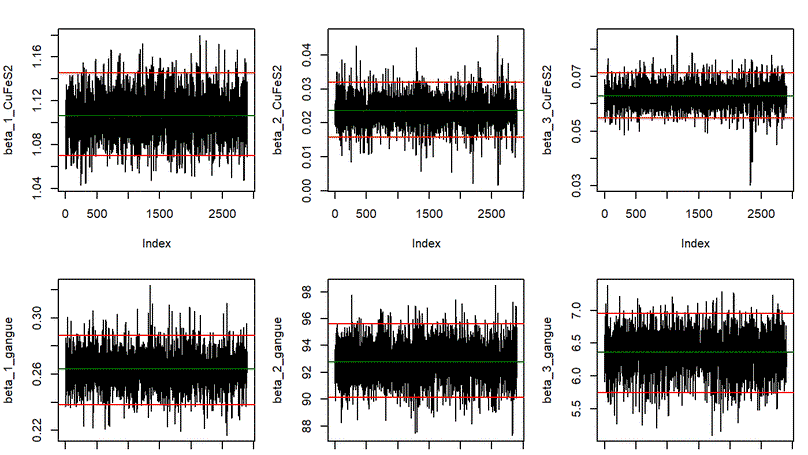 beta_1_CuFeS2
1.04 1.08 1.12 1.16
0 500 1500 2500
Index
beta_2_CuFeS2
0.00 0.01 0.02 0.03 0.04
0 500 1500 2500
Index
beta_3_CuFeS2
0.03 0.05 0.07
0 500 1500 2500
Index
beta_1_gangue
0.22 0.26 0.30
beta_2_gangue
88 90 92 94 96 98
beta_3_gangue
5.5 6.0 6.5 7.0